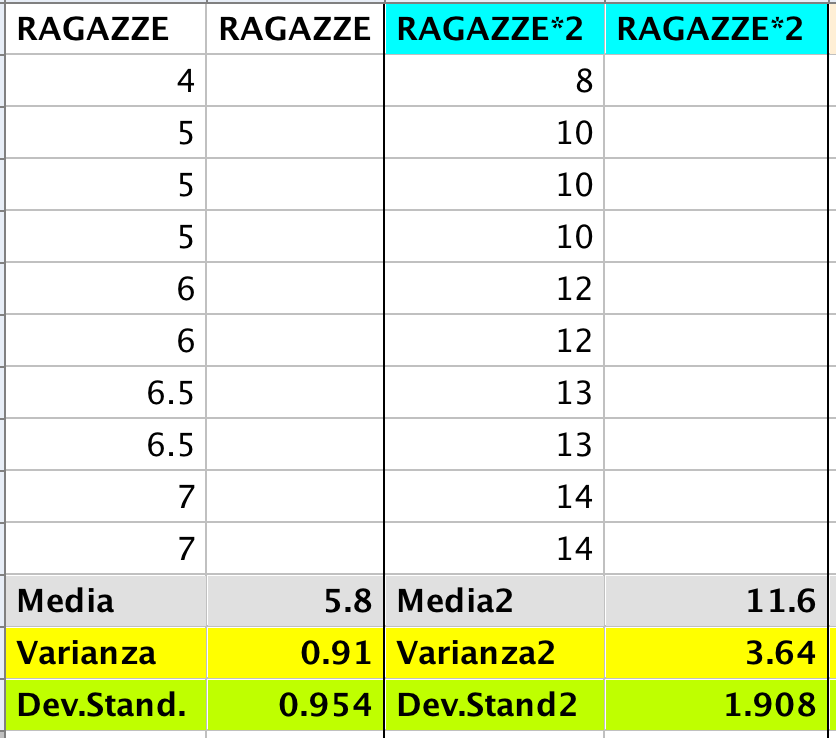 RAGAZZE RAGAZZE RAGAZZE*2 RAGAZZE*2
4 8
5 10
5 10
5 10
6 12
6 12
6.5 13
6.5 13
7 14
7 14
Media 5.8 Media2 11.6
Varianza 0.91 Varianza2 3.64
Dev.Stand. 0.954 Dev.Stand2 1.908